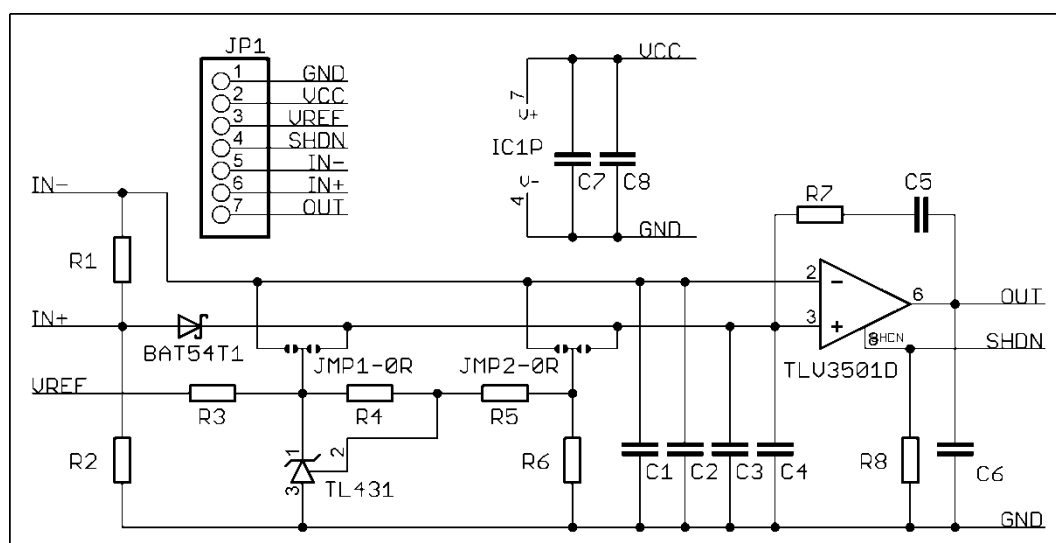 JP1
1 GND
2 VCC
3 VREF
4 SHDN
5 IN-
6 IN+
7 OUT
VCC
7
V+
IC1P
V-
4
C7
C8
GND
IN-
R1
IN+
BAT54T1
JMP1-0R
JMP2-0R
VREF
R3
R4
R5
R2
1
2
3
TL431
R6
C1
C2
C3
C4
R7
C5
2
-
3
+
6
OUT
8
SHDN
SHDN
TLV3501D
R8
C6
GND